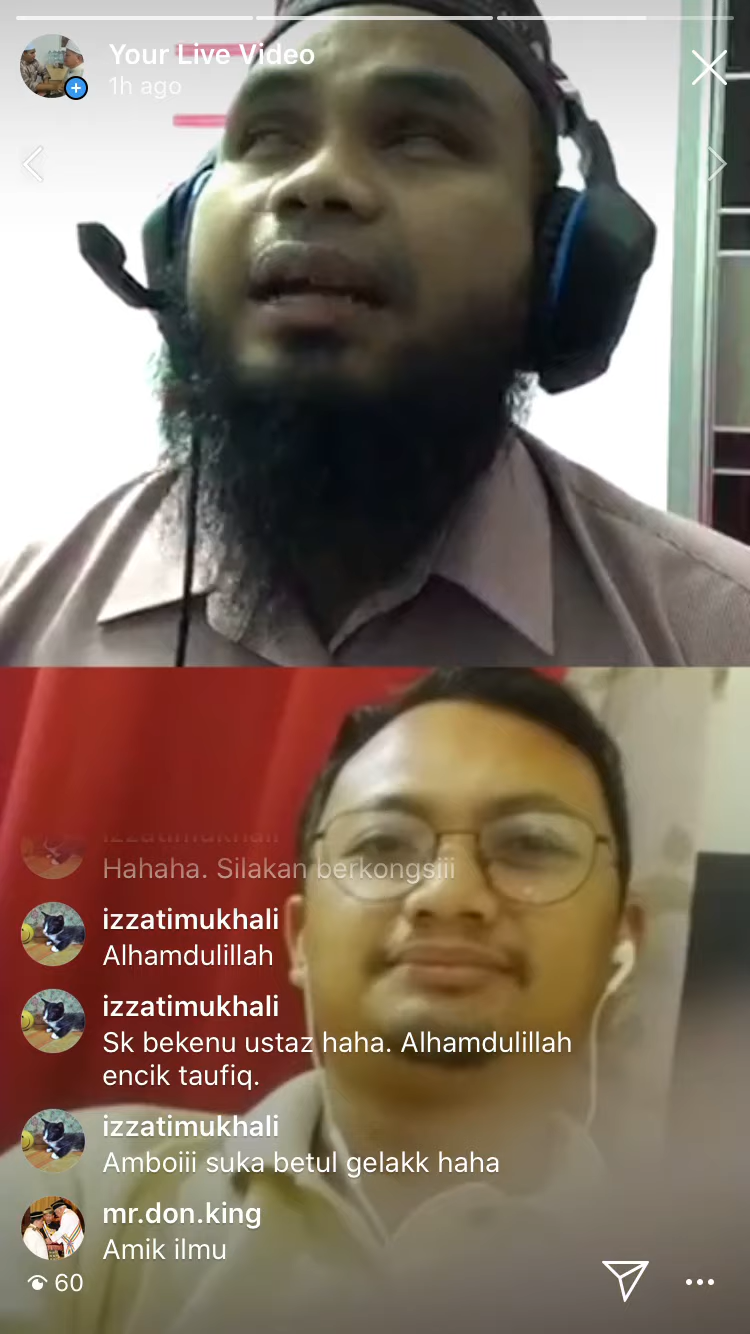 Your Live Video
1h ago
izzatimukhali
Hahaha. Silakan berkongsiii
izzatimukhali
Alhamdulillah
izzatimukhali
Sk bekenu ustaz haha. Alhamdulillah
encik taufiq.
izzatimukhali
Amboiii suka betul gelakk haha
mr.don.king
Amik ilmu
60